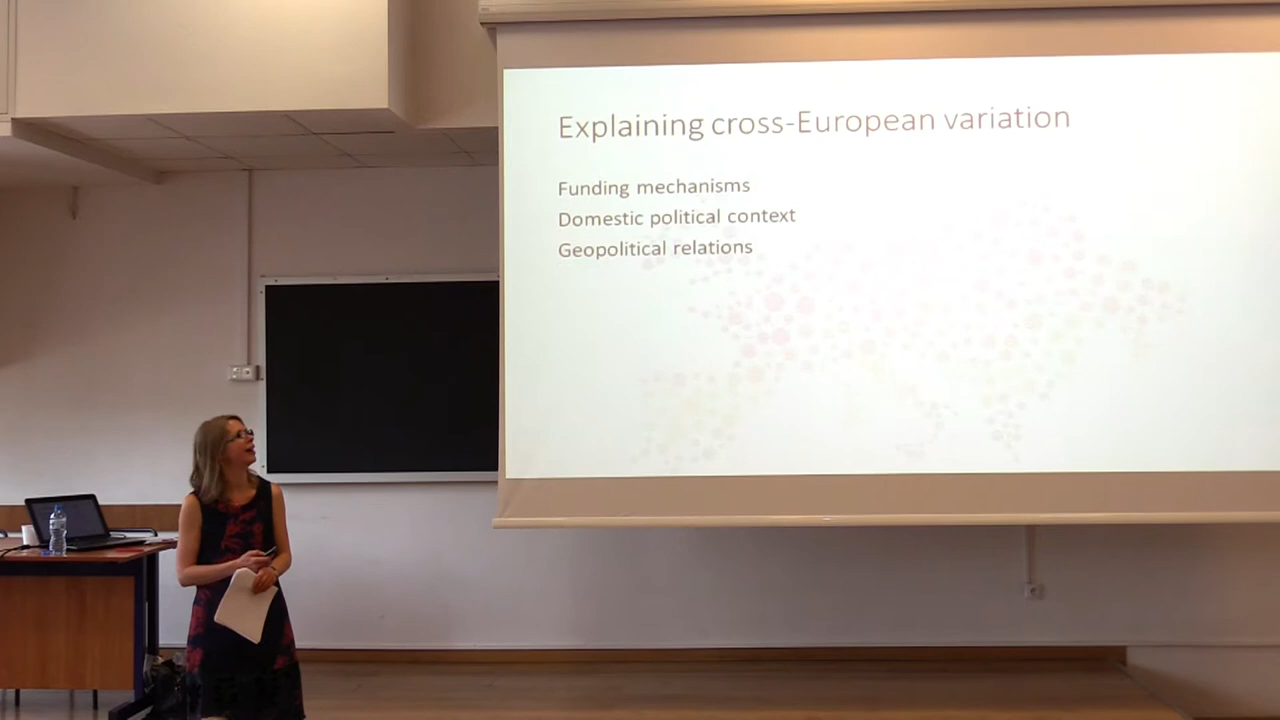 Explaining cross-European variation
Funding mechanisms
Domestic political context
Geopolitical relations